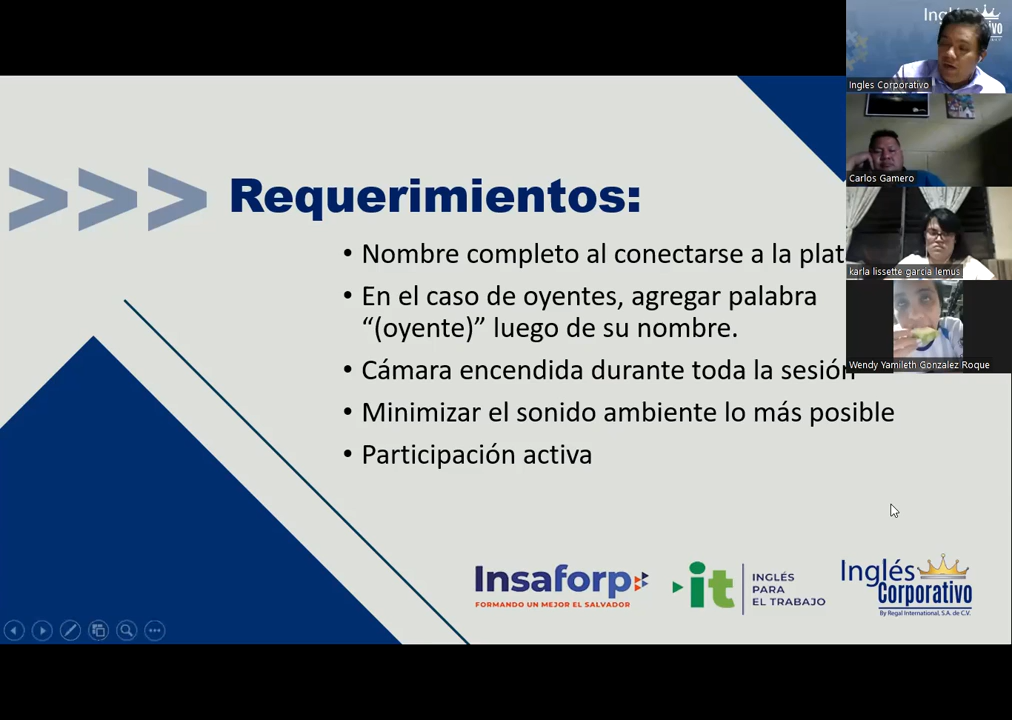 Requerimientos:
• Nombre completo al conectarse a la plat
• En el caso de oyentes, agregar palabra
“(oyente)” luego de su nombre.
• Cámara encendida durante toda la sesión
• Minimizar el sonido ambiente lo más posible
• Participación activa
Insaforp
FORMANDO UN MEJOR EL SALVADOR
it
INGLÉS
PARA
EL TRABAJO
Inglés
Corporativo
By Regal International, S.A. de C.V.
Ingles Corporativo
Carlos Gamero
karla lissette garcia lemus
Wendy Yamileth Gonzalez Roque